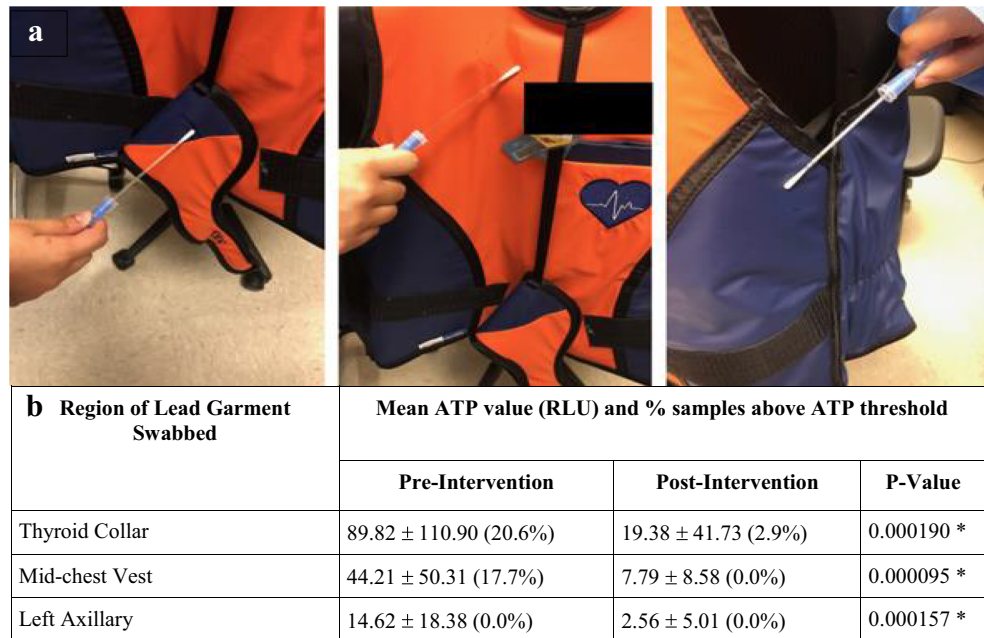 a
b Region of Lead Garment
Swabbed
Mean ATP value (RLU) and % samples above ATP threshold
Pre-Intervention Post-Intervention P-Value
Thyroid Collar 89.82 ± 110.90 (20.6%) 19.38 ± 41.73 (2.9%) 0.000190 *
Mid-chest Vest 44.21 ± 50.31 (17.7%) 7.79 ± 8.58 (0.0%) 0.000095 *
Left Axillary 14.62 ± 18.38 (0.0%) 2.56 ± 5.01 (0.0%) 0.000157 *